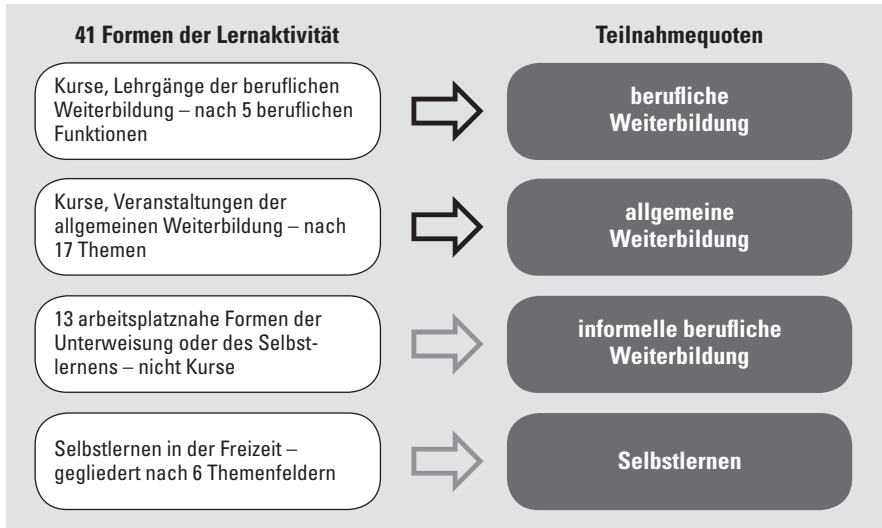 41 Formen der Lernaktivität
Teilnahmequoten
Kurse, Lehrgänge der beruflichen
Weiterbildung – nach 5 beruflichen
Funktionen
berufliche
Weiterbildung
Kurse, Veranstaltungen der
allgemeinen Weiterbildung – nach
17 Themen
allgemeine
Weiterbildung
13 arbeitsplatznahe Formen der
Unterweisung oder des Selbst-
lernens – nicht Kurse
informelle berufliche
Weiterbildung
Selbstlernen in der Freizeit –
gegliedert nach 6 Themenfeldern
Selbstlernen